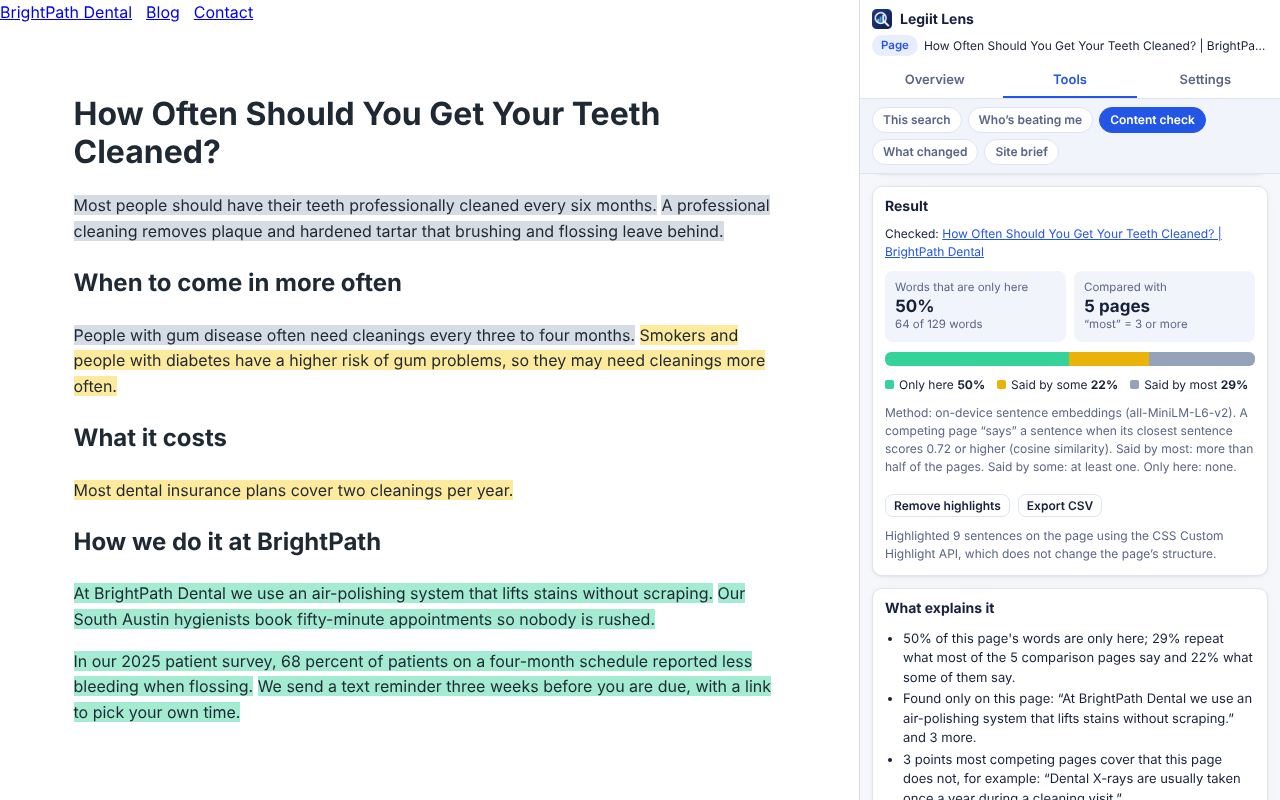 BrightPath Dental Blog Contact
How Often Should You Get Your Teeth
Cleaned?
Most people should have their teeth professionally cleaned every six months. A professional
cleaning removes plaque and hardened tartar that brushing and flossing leave behind.
When to come in more often
People with gum disease often need cleanings every three to four months. Smokers and
people with diabetes have a higher risk of gum problems, so they may need cleanings more
often.
What it costs
Most dental insurance plans cover two cleanings per year.
How we do it at BrightPath
At BrightPath Dental we use an air-polishing system that lifts stains without scraping. Our
South Austin hygienists book fifty-minute appointments so nobody is rushed.
In our 2025 patient survey, 68 percent of patients on a four-month schedule reported less
bleeding when flossing. We send a text reminder three weeks before you are due, with a link
to pick your own time.
Legiit Lens
Page How Often Should You Get Your Teeth Cleaned? | BrightPa...
Overview Tools Settings
This search Who's beating me Content check
What changed Site brief
Result
Checked: How Often Should You Get Your Teeth Cleaned? |
BrightPath Dental
Words that are only here
50%
64 of 129 words
Compared with
5 pages
“most” = 3 or more
Only here 50% Said by some 22% Said by most 29%
Method: on-device sentence embeddings (all-MiniLM-L6-v2). A
competing page “says” a sentence when its closest sentence
scores 0.72 or higher (cosine similarity). Said by most: more than
half of the pages. Said by some: at least one. Only here: none.
Remove highlights Export CSV
Highlighted 9 sentences on the page using the CSS Custom
Highlight API, which does not change the page’s structure.
What explains it
• 50% of this page's words are only here; 29% repeat
what most of the 5 comparison pages say and 22% what
some of them say.
• Found only on this page: “At BrightPath Dental we use an
air-polishing system that lifts stains without scraping.”
and 3 more.
• 3 points most competing pages cover that this page
does not, for example: “Dental X-rays are usually taken
once a year during a cleaning visit.”